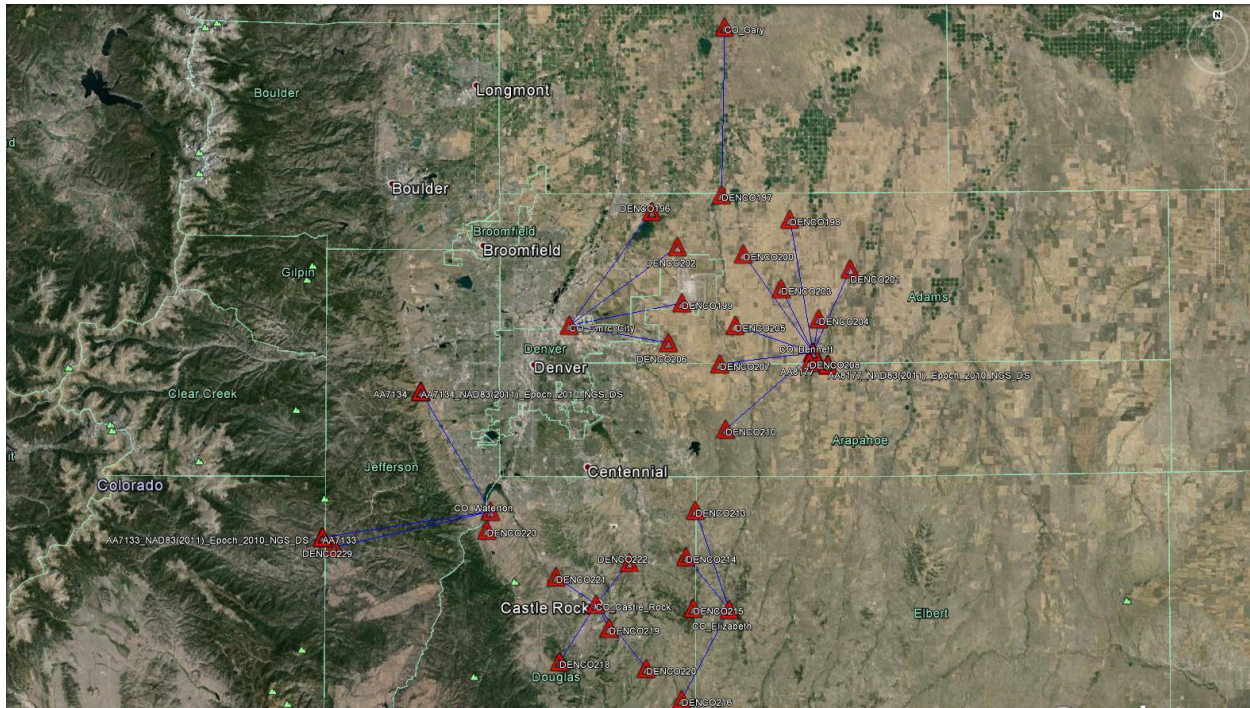 N
CO_Gary
Longmont
Boulder
Boulder
DENCO197
DENCO196
DENCO198
Broomfield
Broomfield
DENCO200
DENCO202
Gilpin
DENCO201
DENCO203
Adams
DENCO199
DENCO204
CO_Cmrc_City
DENCO205
Denver
CO_Bennett
DENCO206
Denver
DENCO207
DENCO208
AA8177
AA8177_NAD83(2011)_Epoch_2010_NGS_DS
Clear Creek
AA7134
AA7134_NAD83(2011)_Epoch_2010_NGS_DS
DENCO210
Arapahoe
Jefferson
Centennial
Colorado
CO_Waterton
DENCO213
DENCO223
AA7133_NAD83(2011)_Epoch_2010_NGS_DS
AA7133
DENCO229
DENCO222
DENCO214
DENCO221
Castle Rock
CO_Castle_Rock
DENCO215
Elbert
CO_Elizabeth
DENCO219
DENCO218
DENCO220
Douglas
DENCO216